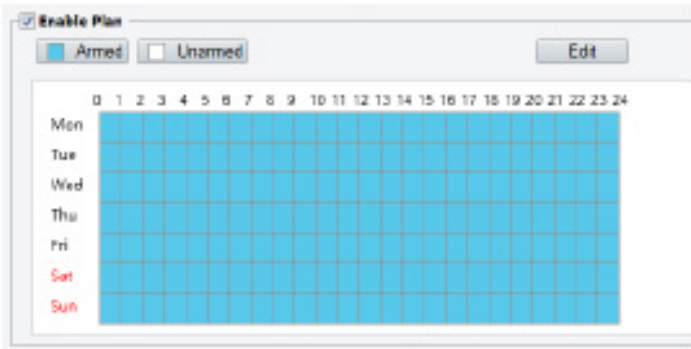 Enable Plan
Armed Unarmed Edit
0 1 2 3 4 5 6 7 8 9 10 11 12 13 14 15 16 17 18 19 20 21 22 23 24
Mon
Tue
Wed
Thu
Fri
Sat
Sun